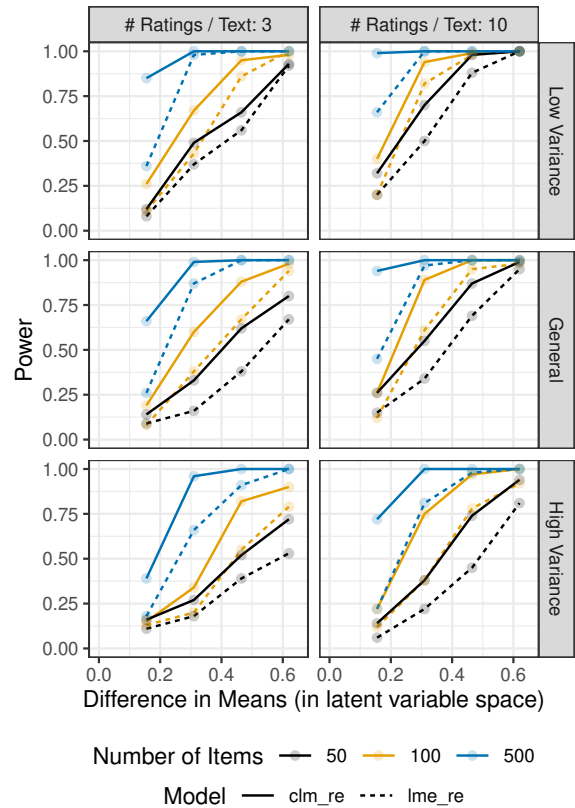 # Ratings / Text: 3
# Ratings / Text: 10
1.00
0.75
0.50
0.25
0.00
Low Variance
1.00
0.75
0.50
0.25
0.00
General
Power
1.00
0.75
0.50
0.25
0.00
High Variance
0.0 0.2 0.4 0.6 0.0 0.2 0.4 0.6
Difference in Means (in latent variable space)
Number of Items 50 100 500
Model clm_re lme_re